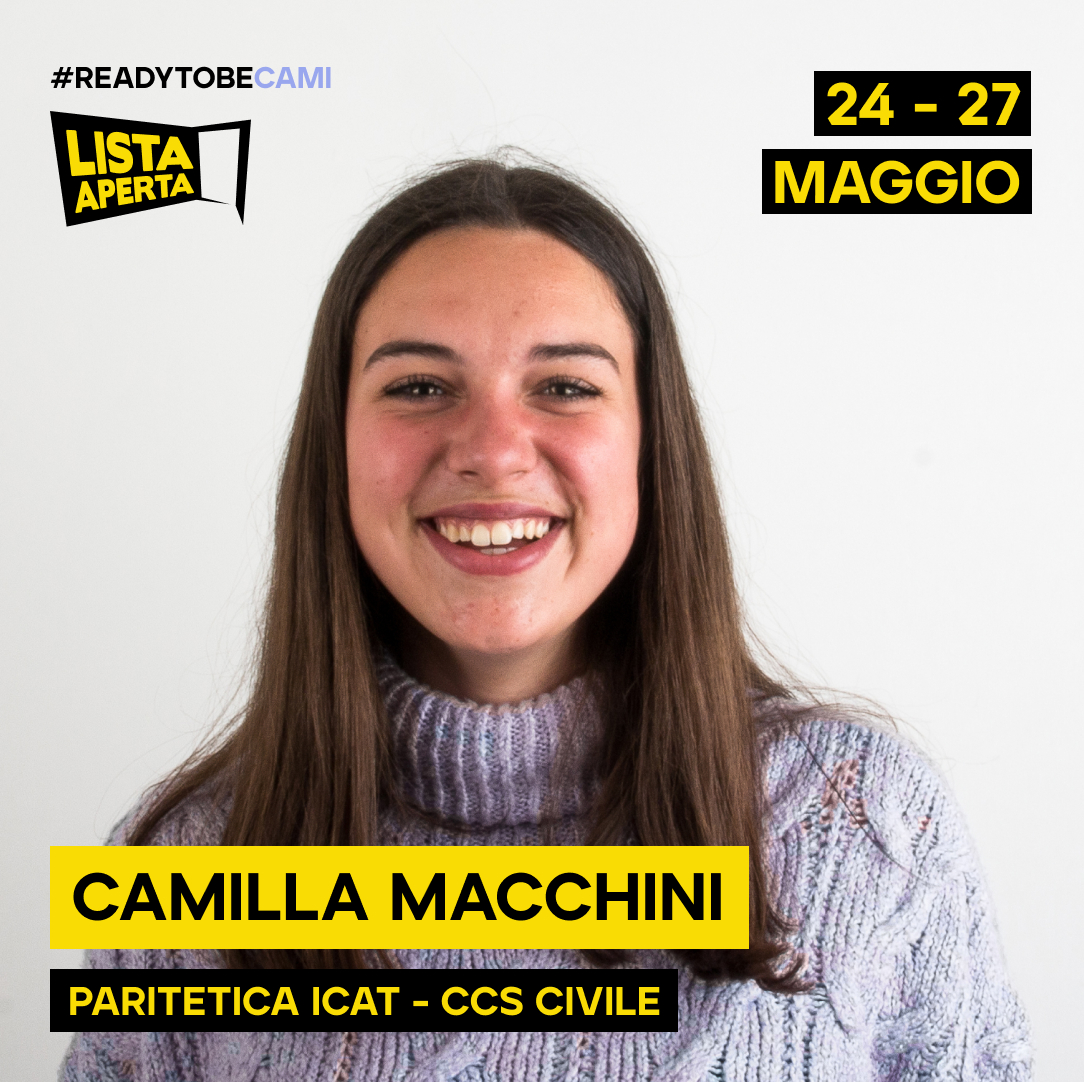 #READYTOBECAMI
LISTA
APERTA
24 - 27
MAGGIO
CAMILLA MACCHINI
PARITETICA ICAT - CCS CIVILE